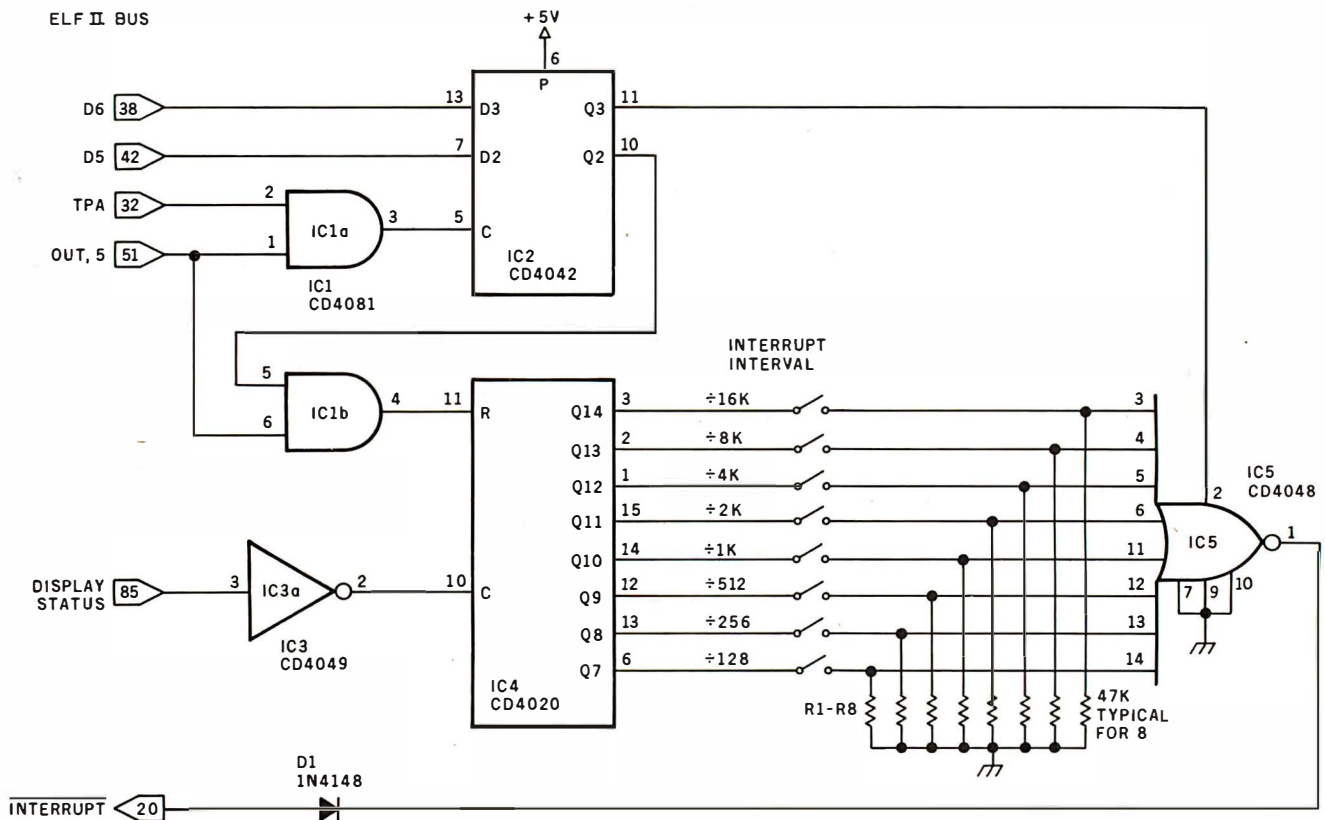 ELF II BUS
+5V
6
P
D6 38
13 D3
Q3 11
D5 42
7 D2
Q2 10
TPA 32
2
IC1a
3
5 C
OUT, 5 51
1
IC1
CD4081
IC2
CD4042
INTERRUPT
INTERVAL
5
IC1b
4
6
11 R
Q14 3 ÷16K 3
Q13 2 ÷8K 4
Q12 1 ÷4K 5
Q11 15 ÷2K 6
Q10 14 ÷1K 11
Q9 12 ÷512 12
Q8 13 ÷256 13
Q7 6 ÷128 14
2
IC5
CD4048
IC5
1
7 9 10
DISPLAY
STATUS 85
3
IC3a
2
10 C
IC3
CD4049
IC4
CD4020
R1-R8
47K
TYPICAL
FOR 8
D1
1N4148
INTERRUPT 20